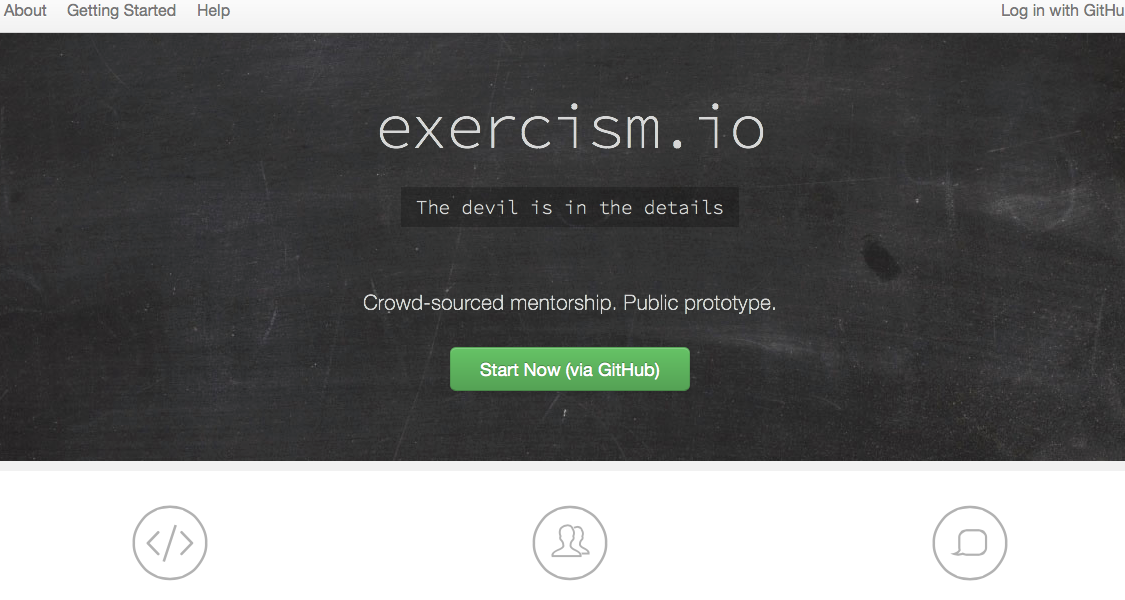 About Getting Started Help Log in with GitHu
exercism.io
The devil is in the details
Crowd-sourced mentorship. Public prototype.
Start Now (via GitHub)